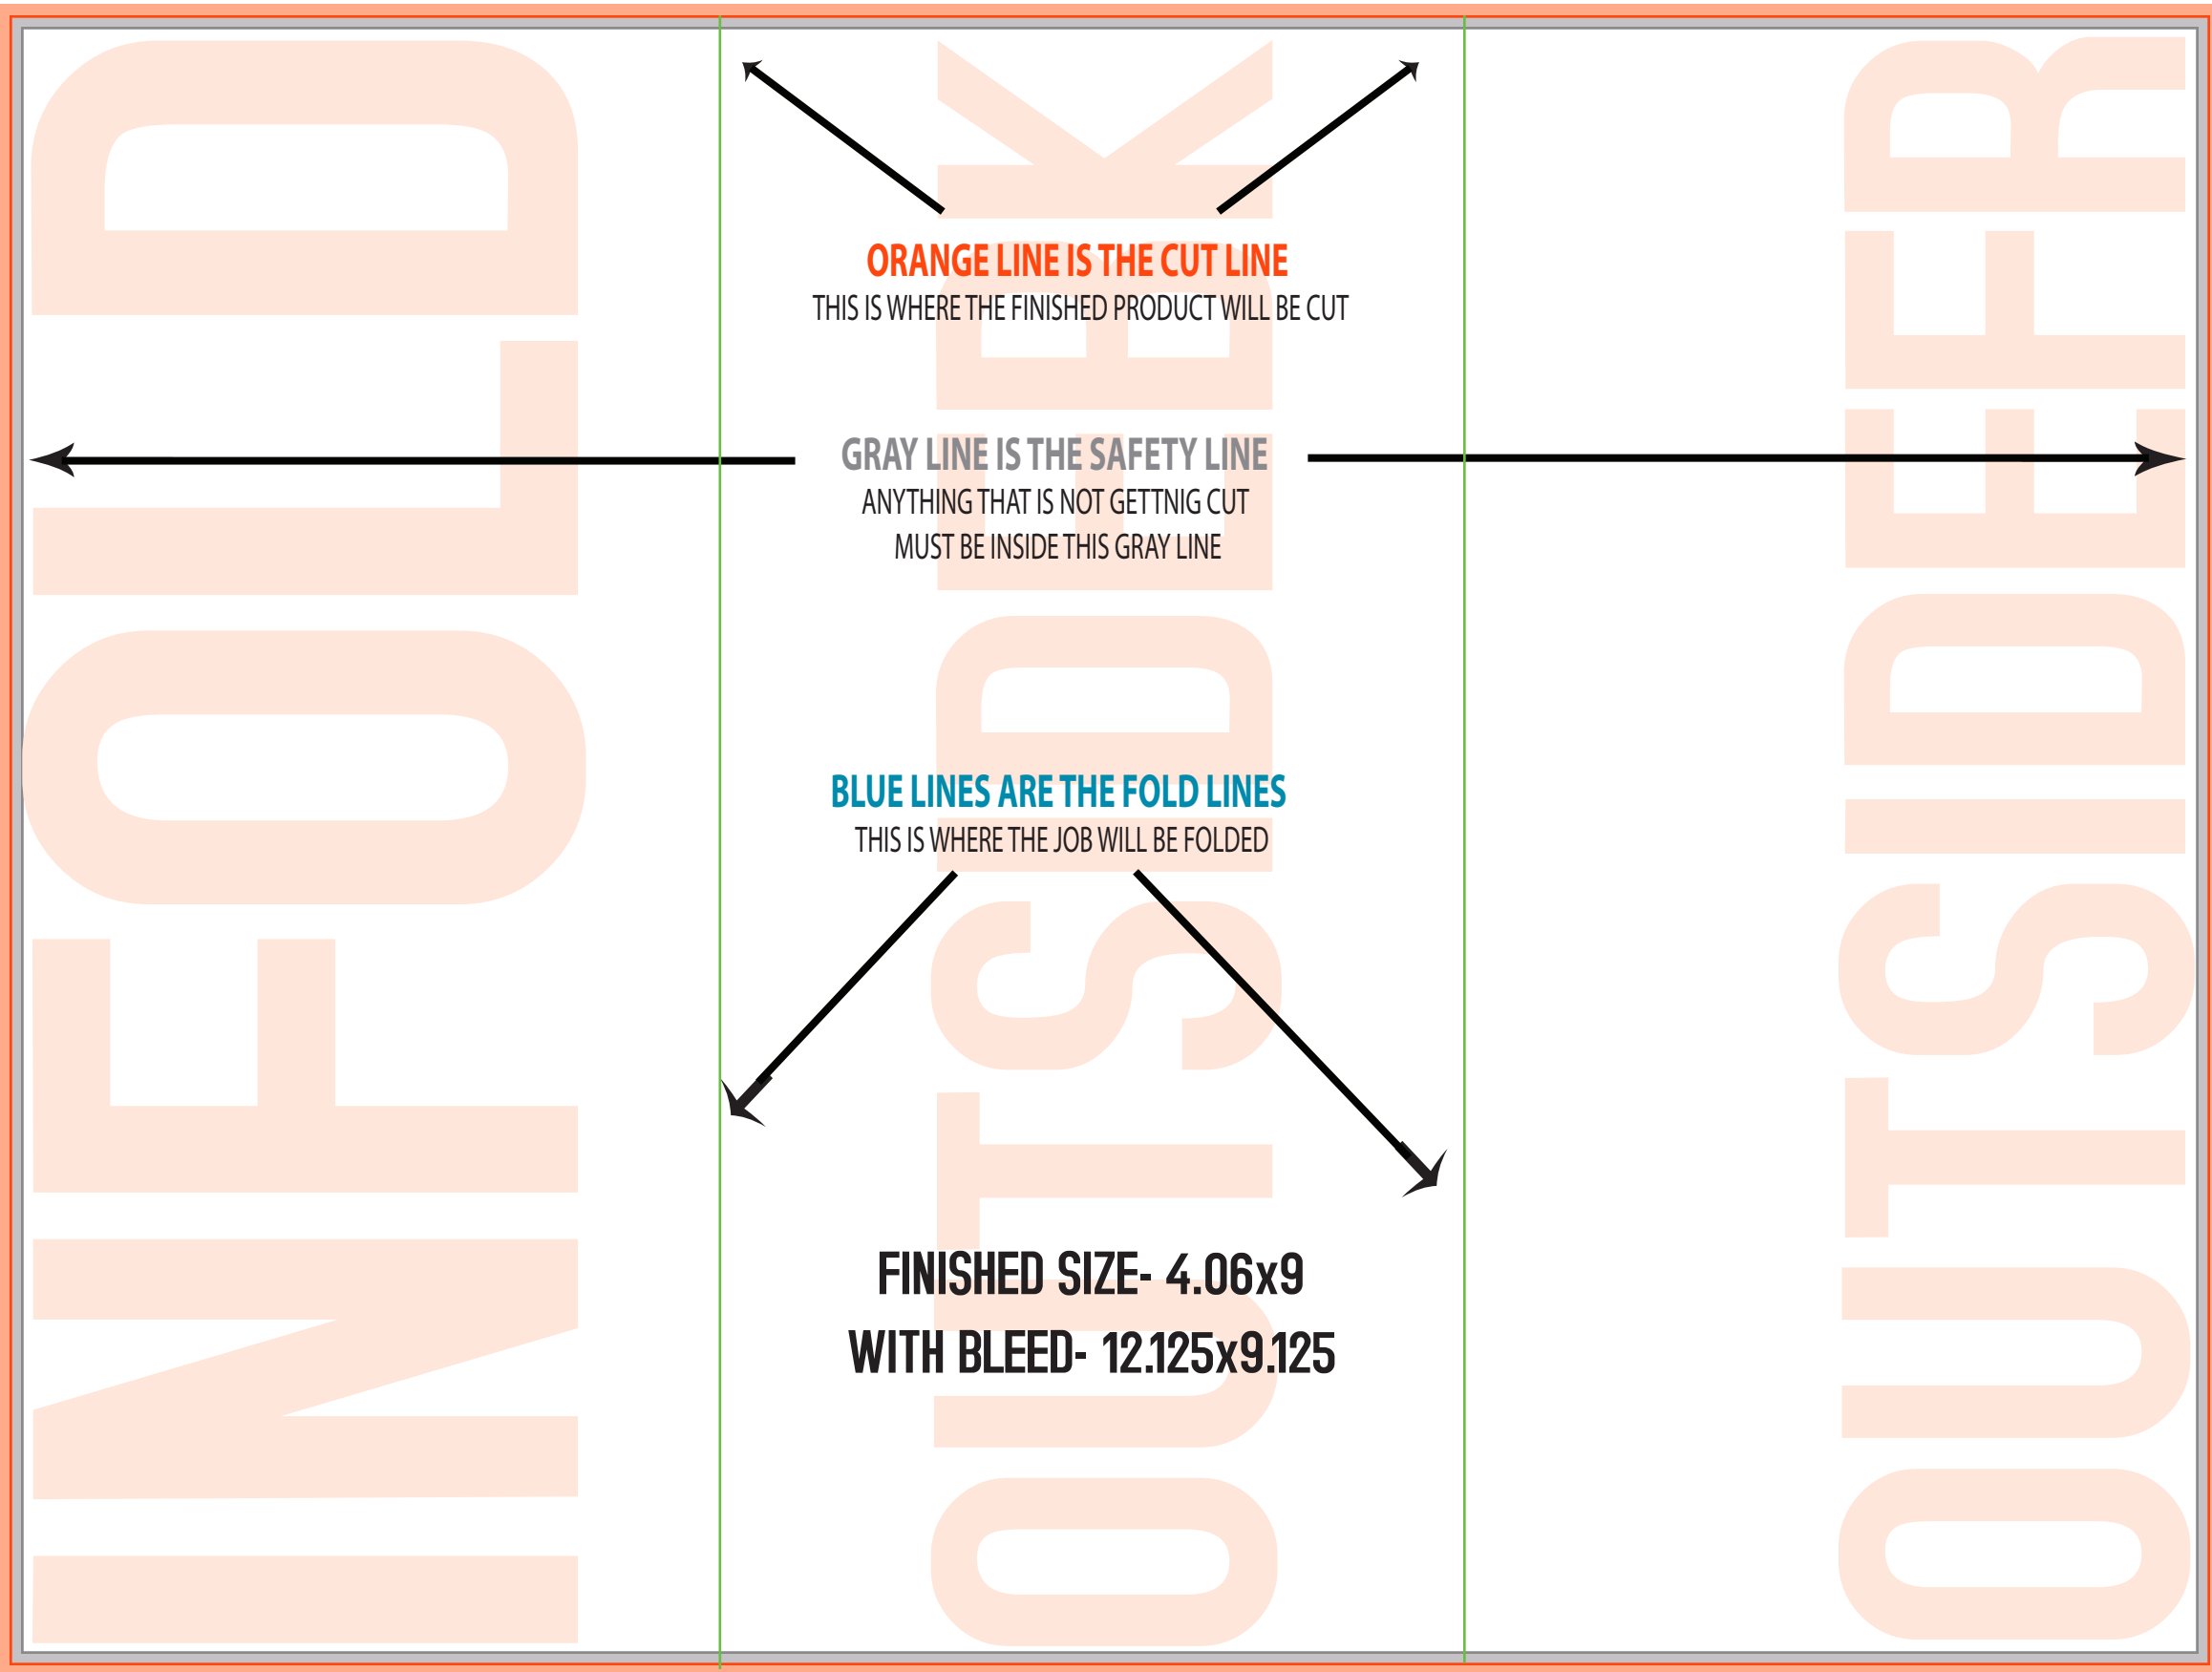 INFOLD
OUTSIDEBK
OUTSIDEFR
ORANGE LINE IS THE CUT LINE
THIS IS WHERE THE FINISHED PRODUCT WILL BE CUT
GRAY LINE IS THE SAFETY LINE
ANYTHING THAT IS NOT GETTNIG CUT
MUST BE INSIDE THIS GRAY LINE
BLUE LINES ARE THE FOLD LINES
THIS IS WHERE THE JOB WILL BE FOLDED
FINISHED SIZE- 4.06x9
WITH BLEED- 12.125x9.125